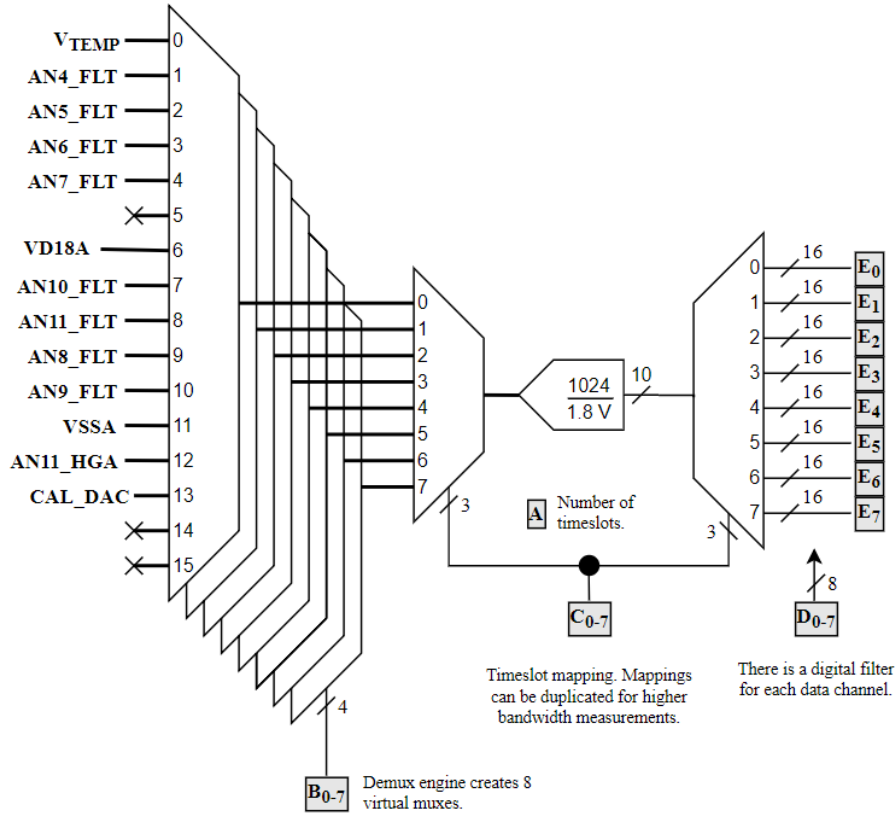 VTEMP 0
AN4_FLT 1
AN5_FLT 2
AN6_FLT 3
AN7_FLT 4
5
VD18A 6
AN10_FLT 7
AN11_FLT 8
AN8_FLT 9
AN9_FLT 10
VSSA 11
AN11_HGA 12
CAL_DAC 13
14
15
4
B0-7
Demux engine creates 8
virtual muxes.
0
1
2
3
4
5
6
7
3
1024
1.8 V
10
A
Number of
timeslots.
C0-7
Timeslot mapping. Mappings
can be duplicated for higher
bandwidth measurements.
0 16 E0
1 16 E1
2 16 E2
3 16 E3
4 16 E4
5 16 E5
6 16 E6
7 16 E7
3
8
D0-7
There is a digital filter
for each data channel.